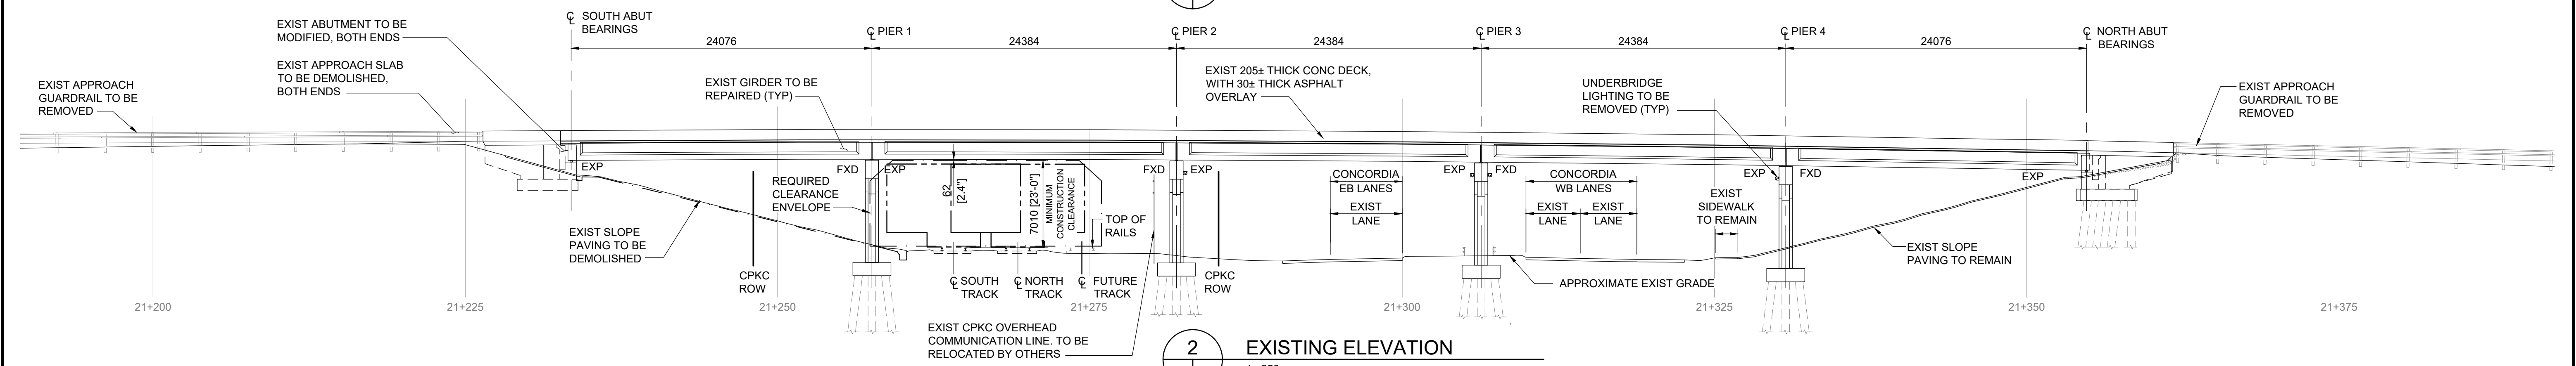 EXIST ABUTMENT TO BE
MODIFIED, BOTH ENDS
EXIST APPROACH SLAB
TO BE DEMOLISHED,
BOTH ENDS
EXIST APPROACH
GUARDRAIL TO BE
REMOVED
℄ SOUTH ABUT
BEARINGS
24076
℄ PIER 1
24384
℄ PIER 2
24384
℄ PIER 3
24384
℄ PIER 4
24076
℄ NORTH ABUT
BEARINGS
EXIST GIRDER TO BE
REPAIRED (TYP)
EXIST 205± THICK CONC DECK,
WITH 30± THICK ASPHALT
OVERLAY
UNDERBRIDGE
LIGHTING TO BE
REMOVED (TYP)
EXIST APPROACH
GUARDRAIL TO BE
REMOVED
EXP
FXD
EXP
FXD
EXP
EXP
FXD
EXP
FXD
EXP
REQUIRED
CLEARANCE
ENVELOPE
62
[2.4"]
7010 [23'-0"]
MINIMUM
CONSTRUCTION
CLEARANCE
TOP OF
RAILS
CONCORDIA
EB LANES
EXIST
LANE
CONCORDIA
WB LANES
EXIST
LANE
EXIST
LANE
EXIST
SIDEWALK
TO REMAIN
EXIST SLOPE
PAVING TO BE
DEMOLISHED
CPKC
ROW
℄ SOUTH
TRACK
℄ NORTH
TRACK
℄ FUTURE
TRACK
CPKC
ROW
APPROXIMATE EXIST GRADE
EXIST SLOPE
PAVING TO REMAIN
21+200
21+225
21+250
21+275
21+300
21+325
21+350
21+375
EXIST CPKC OVERHEAD
COMMUNICATION LINE. TO BE
RELOCATED BY OTHERS
2
EXISTING ELEVATION